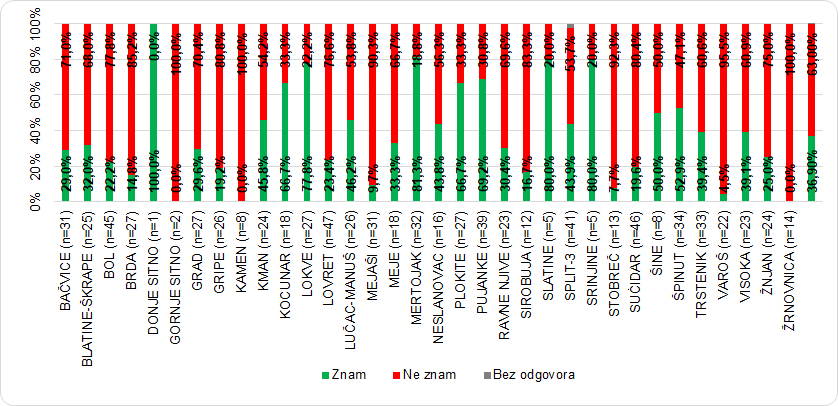 100%
80%
60%
40%
20%
0%
71,0%
68,0%
77,8%
85,2%
0,0%
100,0%
70,4%
80,8%
100,0%
54,2%
33,3%
22,2%
76,6%
53,8%
90,3%
66,7%
18,8%
56,3%
33,3%
30,8%
69,6%
83,3%
20,0%
53,7%
20,0%
92,3%
80,4%
50,0%
47,1%
60,6%
95,5%
60,9%
75,0%
100,0%
63,00%
29,0%
32,0%
22,2%
14,8%
100,0%
0,0%
29,6%
19,2%
0,0%
45,8%
66,7%
77,8%
23,4%
46,2%
9,7%
33,3%
81,3%
43,8%
66,7%
69,2%
30,4%
16,7%
80,0%
43,9%
80,0%
7,7%
19,6%
50,0%
52,9%
39,4%
4,5%
39,1%
25,0%
0,0%
36,90%
BAČVICE (n=31)
BLATINE-ŠKRAPE (n=25)
BOL (n=45)
BRDA (n=27)
DONJE SITNO (n=1)
GORNJE SITNO (n=2)
GRAD (n=27)
GRIPE (n=26)
KAMEN (n=8)
KMAN (n=24)
KOCUNAR (n=18)
LOKVE (n=27)
LOVRET (n=47)
LUČAC-MANUŠ (n=26)
MEJAŠI (n=31)
MEJE (n=18)
MERTOJAK (n=32)
NESLANOVAC (n=16)
PLOKITE (n=27)
PUJANKE (n=39)
RAVNE NJIVE (n=23)
SIROBUJA (n=12)
SLATINE (n=5)
SPLIT-3 (n=41)
SRINJINE (n=5)
STOBREČ (n=13)
SUĆIDAR (n=46)
ŠINE (n=8)
ŠPINUT (n=34)
TRSTENIK (n=33)
VAROŠ (n=22)
VISOKA (n=23)
ŽNJAN (n=24)
ŽRNOVNICA (n=14)
Znam
Ne znam
Bez odgovora